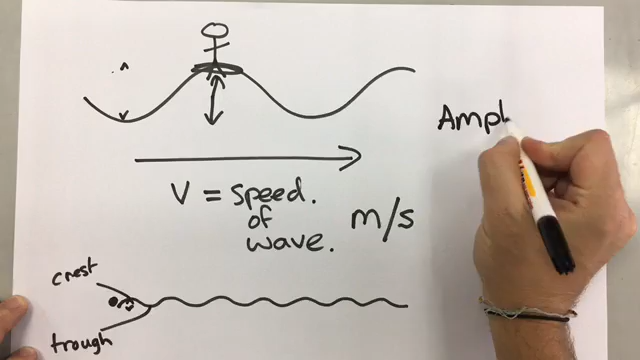 Ampl
V = speed.
of
wave.
m/s
crest
trough